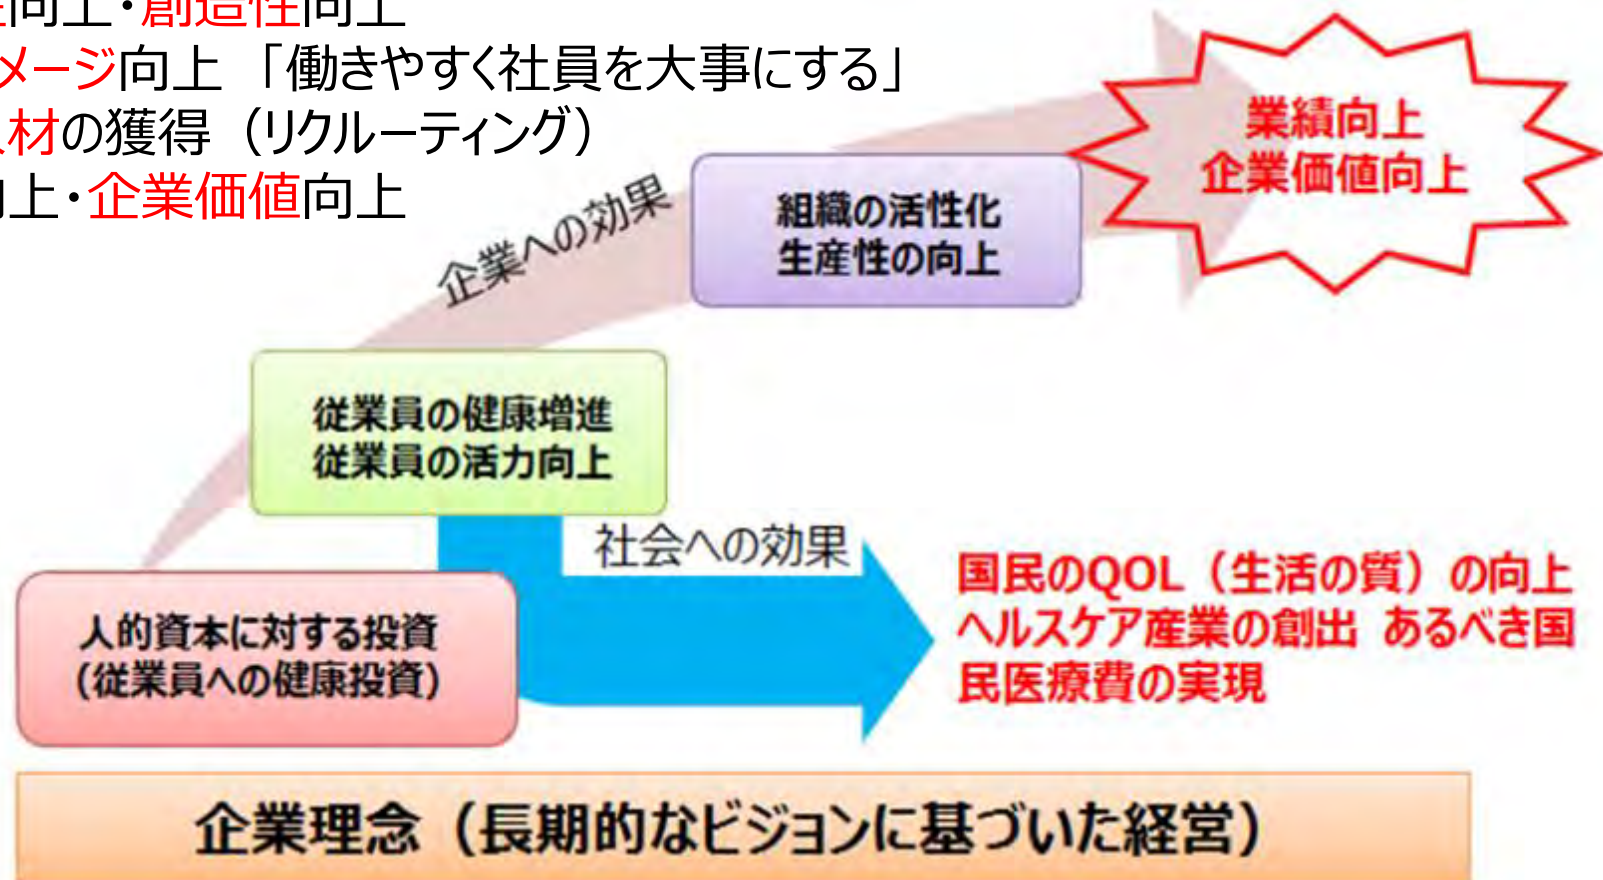 向上・創造性向上
メージ向上 「働きやすく社員を大事にする」
材の獲得（リクルーティング）
上・企業価値向上
業績向上
企業価値向上
企業への効果
組織の活性化
生産性の向上
従業員の健康増進
従業員の活力向上
社会への効果
人的資本に対する投資
(従業員への健康投資)
国民のQOL（生活の質）の向上
ヘルスケア産業の創出 あるべき国
民医療費の実現
企業理念（長期的なビジョンに基づいた経営）